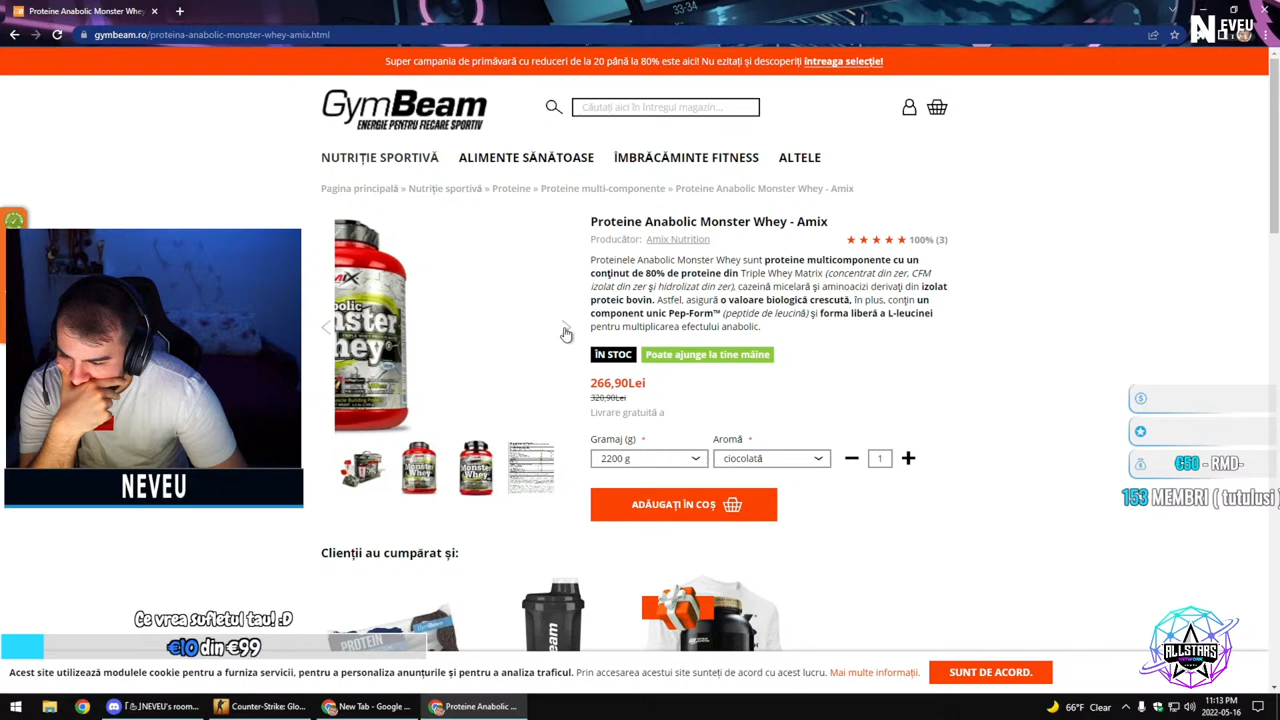 Proteine Anabolic Monster Whey
gymbeam.ro/proteina-anabolic-monster-whey-amix.html
NEVEU
Super campania de primăvară cu reduceri de la 20 până la 80% este aici! Nu ezitați și descoperiți întreaga selecție!
GymBeam
ENERGIE PENTRU FIECARE SPORTIV
Căutați aici în întregul magazin...
NUTRIȚIE SPORTIVĂ ALIMENTE SĂNĂTOASE ÎMBRĂCĂMINTE FITNESS ALTELE
Pagina principală » Nutriție sportivă » Proteine » Proteine multi-componente » Proteine Anabolic Monster Whey - Amix
Proteine Anabolic Monster Whey - Amix
Producător: Amix Nutrition 100% (3)
Proteinele Anabolic Monster Whey sunt proteine multicomponente cu un
conținut de 80% de proteine din Triple Whey Matrix (concentrat din zer, CFM
izolat din zer și hidrolizat din zer), cazeină micelară și aminoacizi derivați din izolat
proteic bovin. Astfel, asigură o valoare biologică crescută, în plus, conțin un
component unic Pep-Form™ (peptide de leucină) și forma liberă a L-leucinei
pentru multiplicarea efectului anabolic.
ÎN STOC Poate ajunge la tine mâine
266,90Lei
320,90Lei
Livrare gratuită a
Gramaj (g) * Aromă *
2200 g ciocolată 1
ADĂUGAȚI ÎN COȘ
Clienții au cumpărat și:
NEVEU
€50 - RMD-
153 MEMBRI ( tutulusi )
Ce vrea sufletul tau! :D
€10 din €99
PROTEIN
BEAM
ALLSTARS
NETWORK
Acest site utilizează modulele cookie pentru a furniza servicii, pentru a personaliza anunțurile și pentru a analiza traficul. Prin accesarea acestui site sunteți de acord cu acest lucru. Mai multe informații.
SUNT DE ACORD.
NEVEU's room...
Counter-Strike: Glo...
New Tab - Google ...
Proteine Anabolic ...
66°F Clear
11:13 PM
2022-05-16